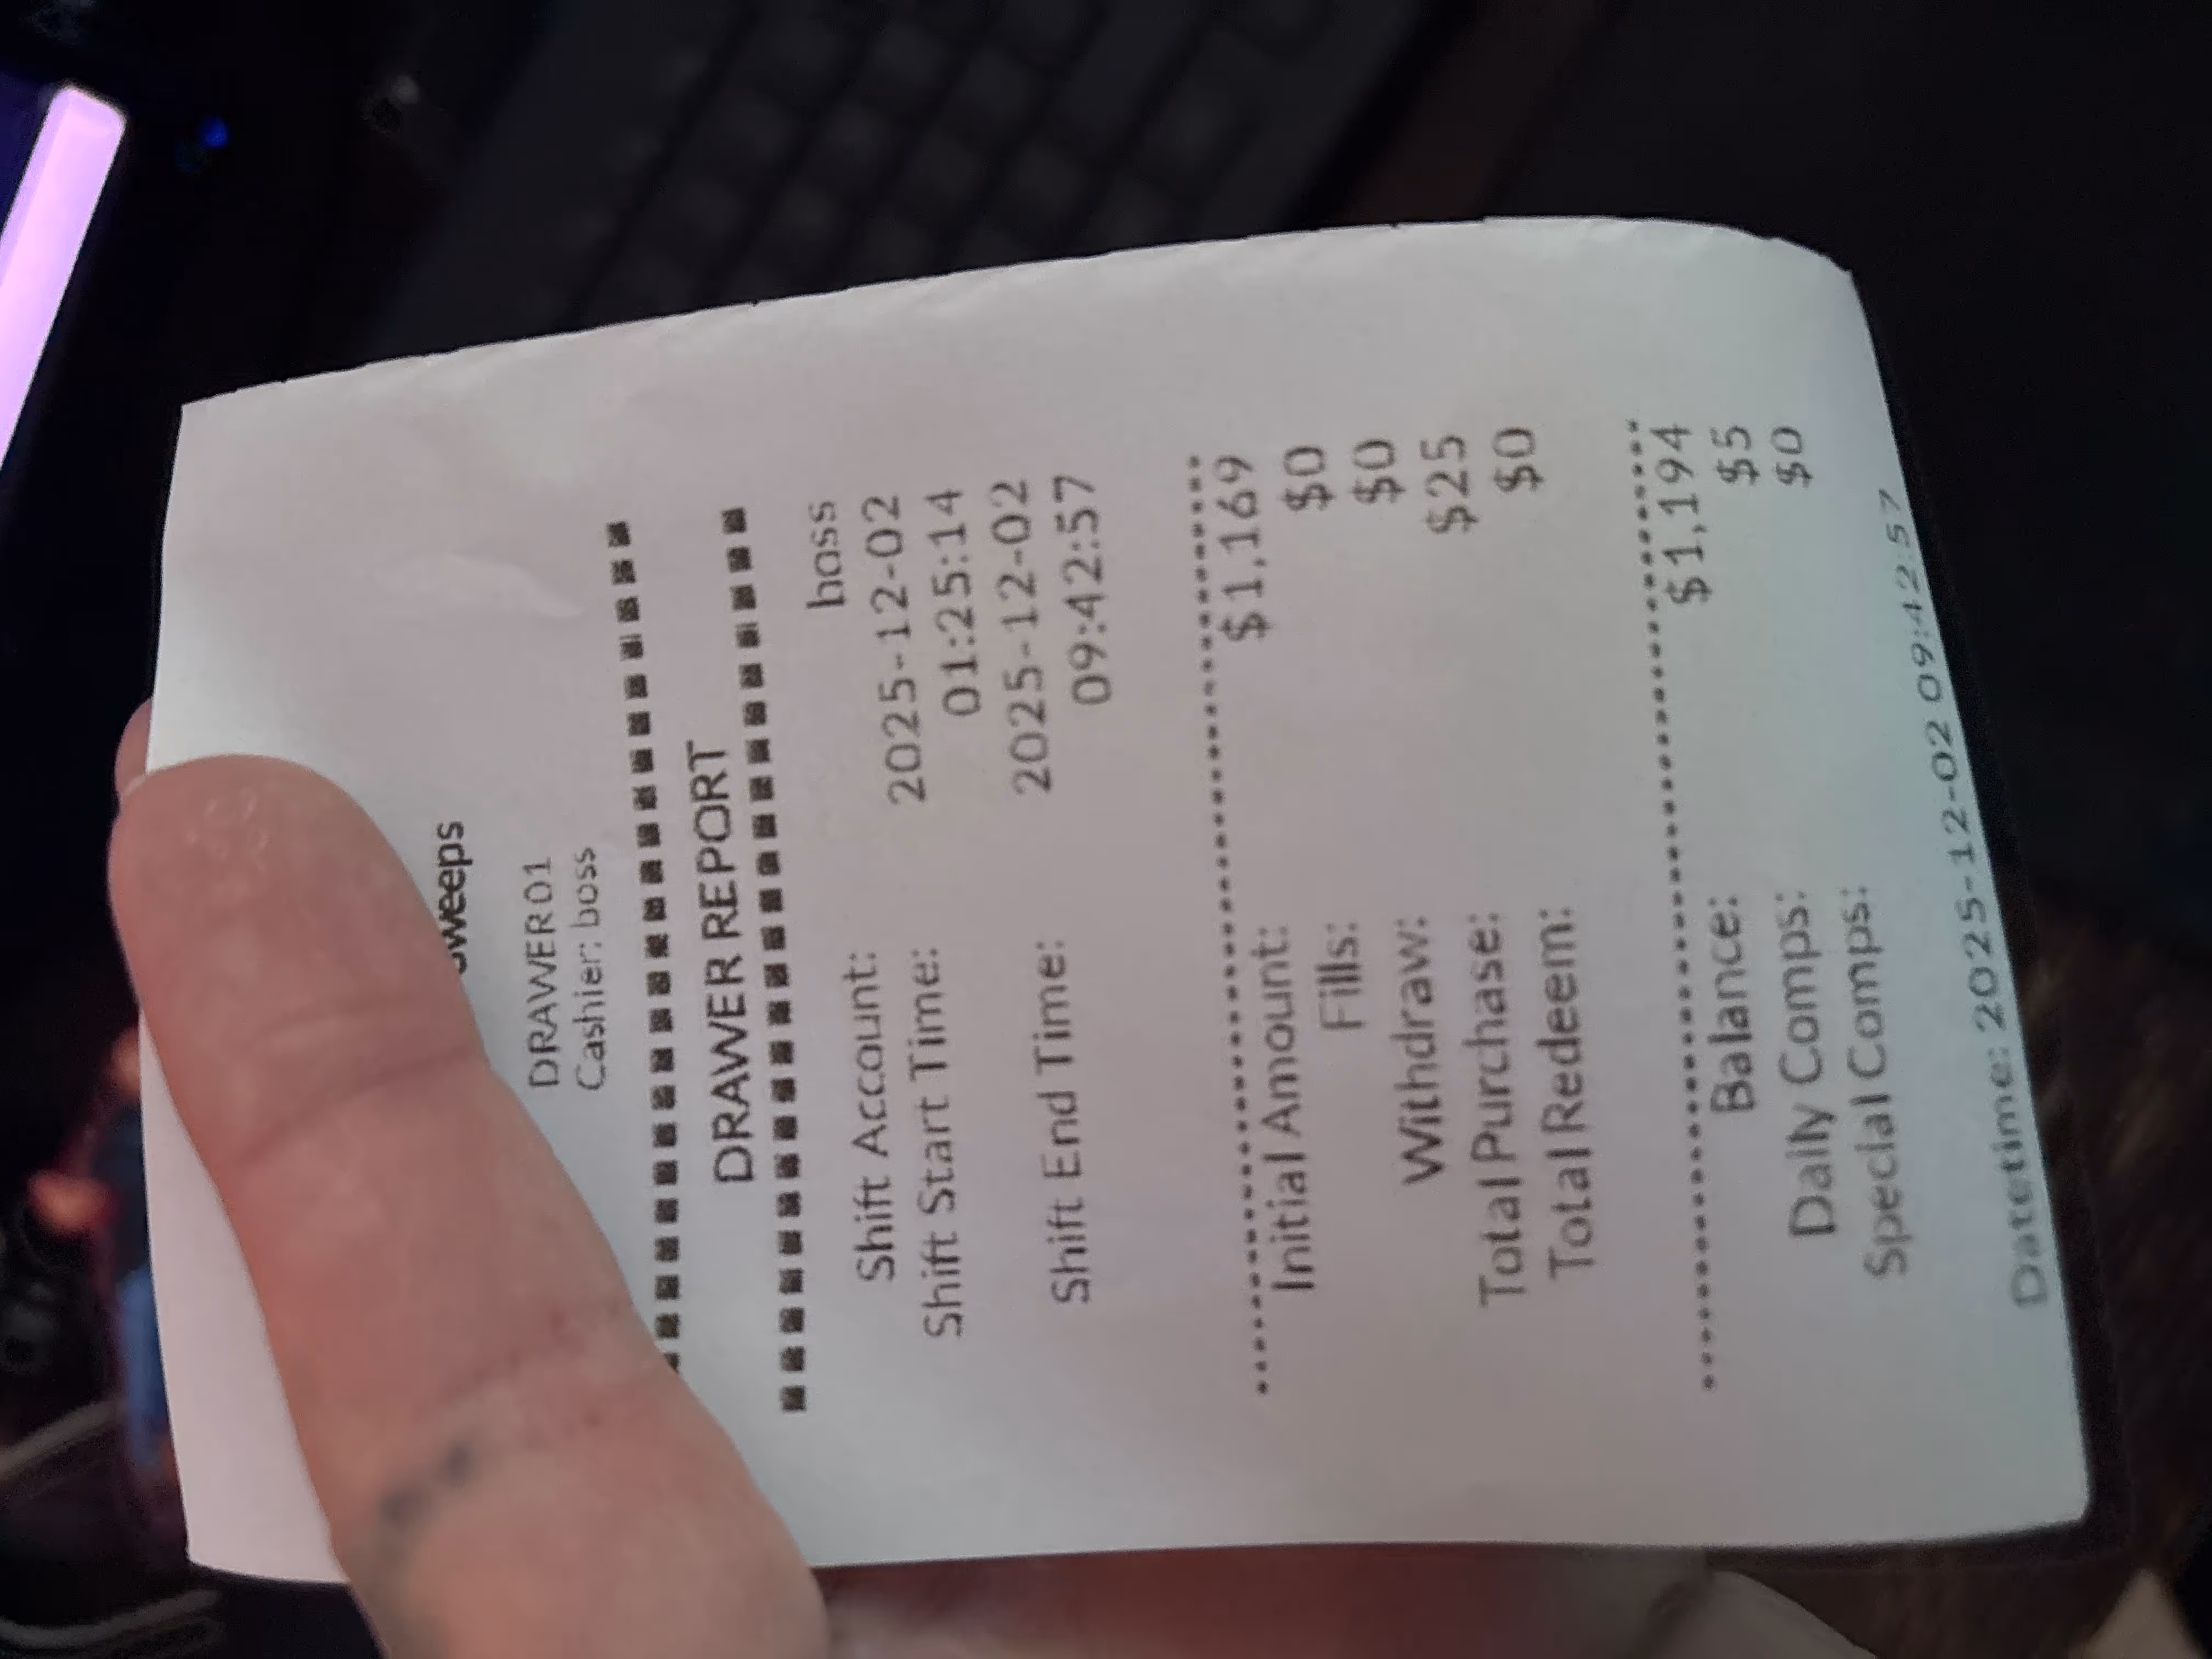 DRAWER01
Cashier: boss
DRAWER REPORT
Shift Account: boss
Shift Start Time: 2025-12-02
01:25:14
Shift End Time: 2025-12-02
09:42:57
Initial Amount: $1,169
Fills: $0
Withdraw: $0
Total Purchase: $25
Total Redeem: $0
Balance: $1,194
Daily Comps: $5
Special Comps: $0
Datetime: 2025-12-02 09:42:57